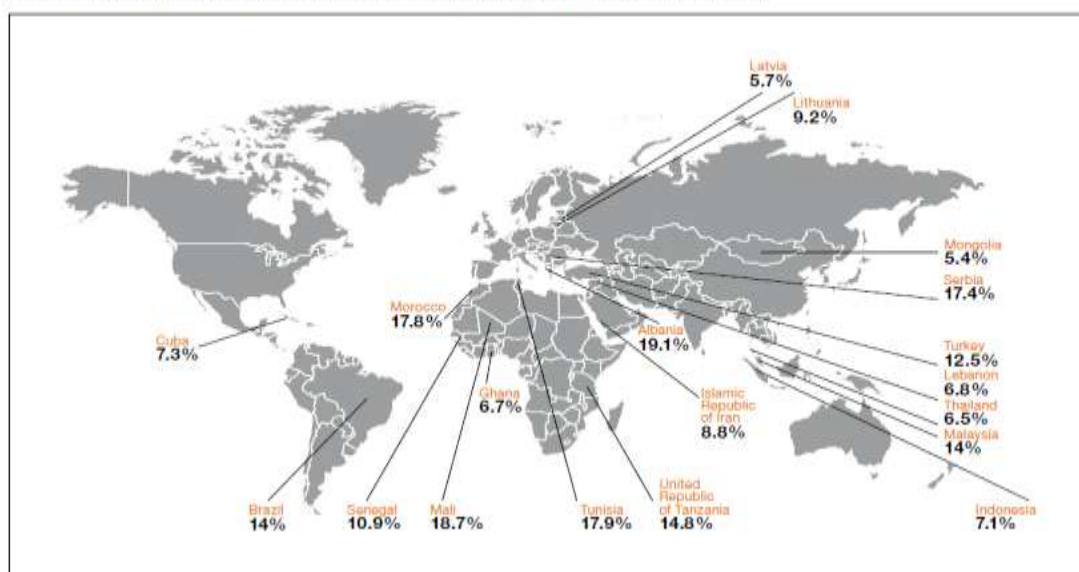 Latvia
5.7%
Lithuania
9.2%
Mongolia
5.4%
Serbia
17.4%
Morocco
17.8%
Albania
19.1%
Cuba
7.3%
Turkey
12.5%
Lebanon
6.8%
Thailand
6.5%
Malaysia
14%
Ghana
6.7%
Islamic
Republic
of Iran
8.8%
Brazil
14%
Senegal
10.9%
Mali
18.7%
Tunisia
17.9%
United
Republic
of Tanzania
14.8%
Indonesia
7.1%